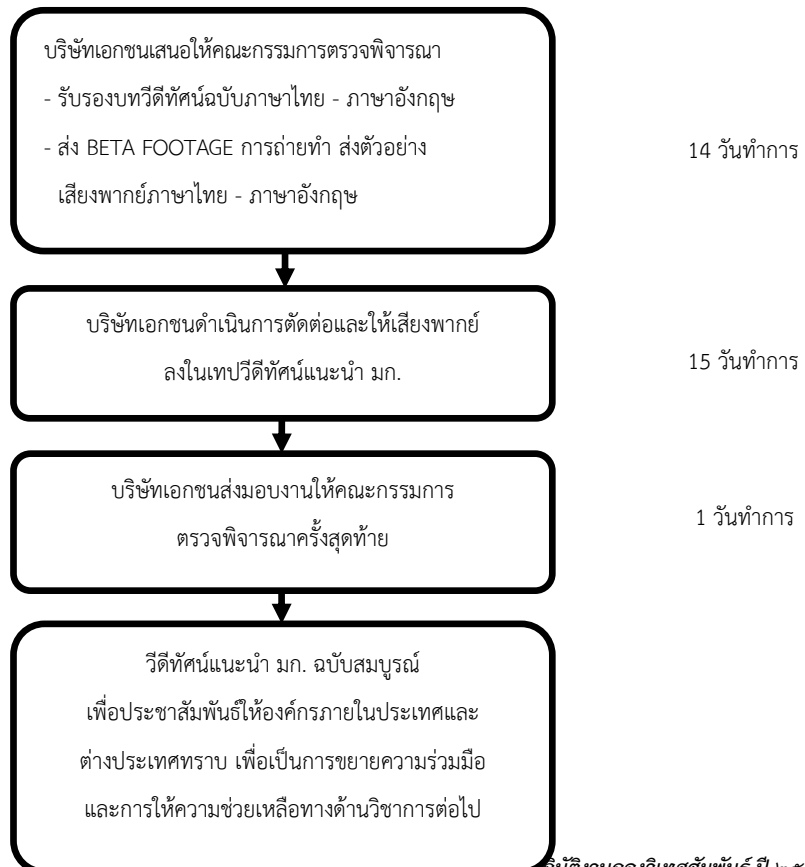 บริษัทเอกชนเสนอให้คณะกรรมการตรวจพิจารณา
- รับรองบทวีดีทัศน์ฉบับภาษาไทย - ภาษาอังกฤษ
- ส่ง BETA FOOTAGE การถ่ายทำ ส่งตัวอย่าง
เสียงพากย์ภาษาไทย - ภาษาอังกฤษ
14 วันทำการ
บริษัทเอกชนดำเนินการตัดต่อและให้เสียงพากย์
ลงในเทปวีดีทัศน์แนะนำ มก.
15 วันทำการ
บริษัทเอกชนส่งมอบงานให้คณะกรรมการ
ตรวจพิจารณาครั้งสุดท้าย
1 วันทำการ
วีดีทัศน์แนะนำ มก. ฉบับสมบูรณ์
เพื่อประชาสัมพันธ์ให้องค์กรภายในประเทศและ
ต่างประเทศทราบ เพื่อเป็นการขยายความร่วมมือ
และการให้ความช่วยเหลือทางด้านวิชาการต่อไป